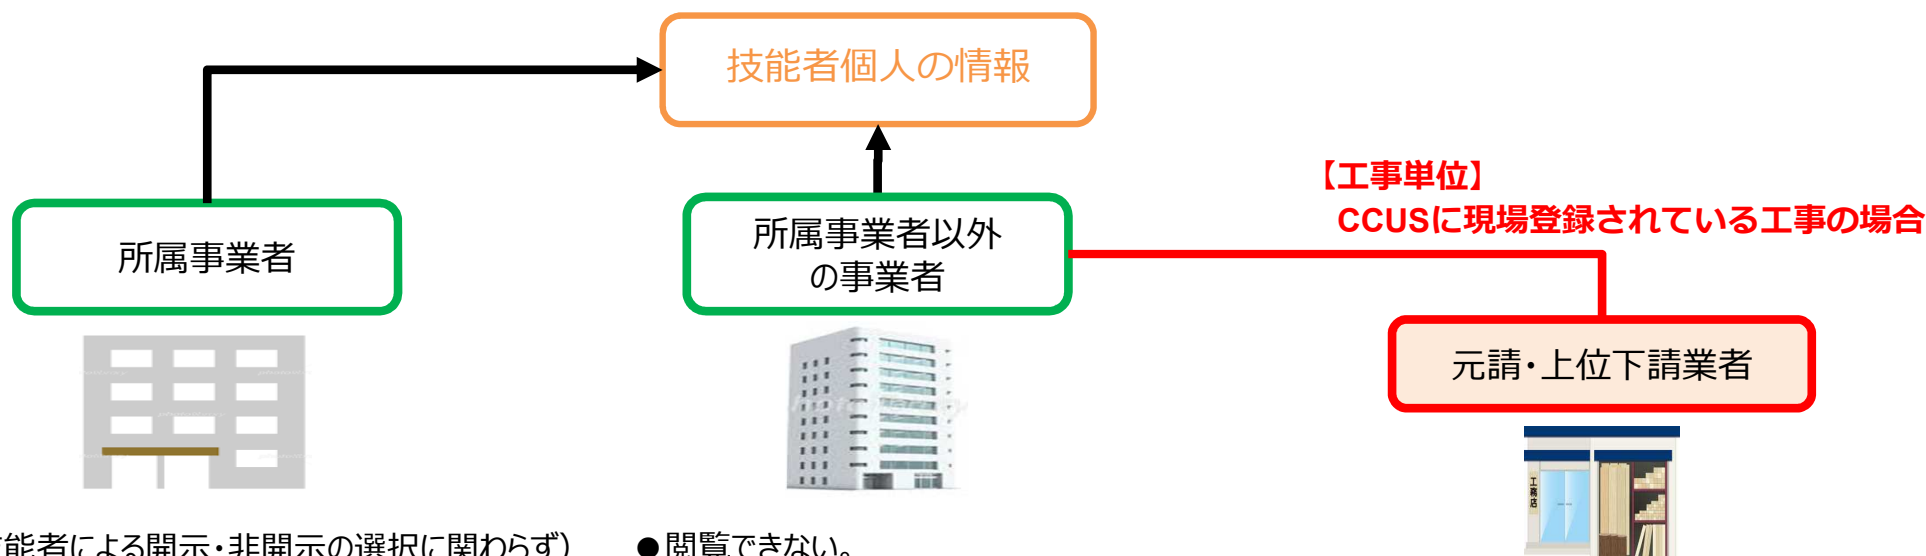 技能者個人の情報
【工事単位】
CCUSに現場登録されている工事の場合
所属事業者
所属事業者以外
の事業者
元請・上位下請業者
工務店
能者による開示・非開示の選択に関わらず)
●閲覧できない。